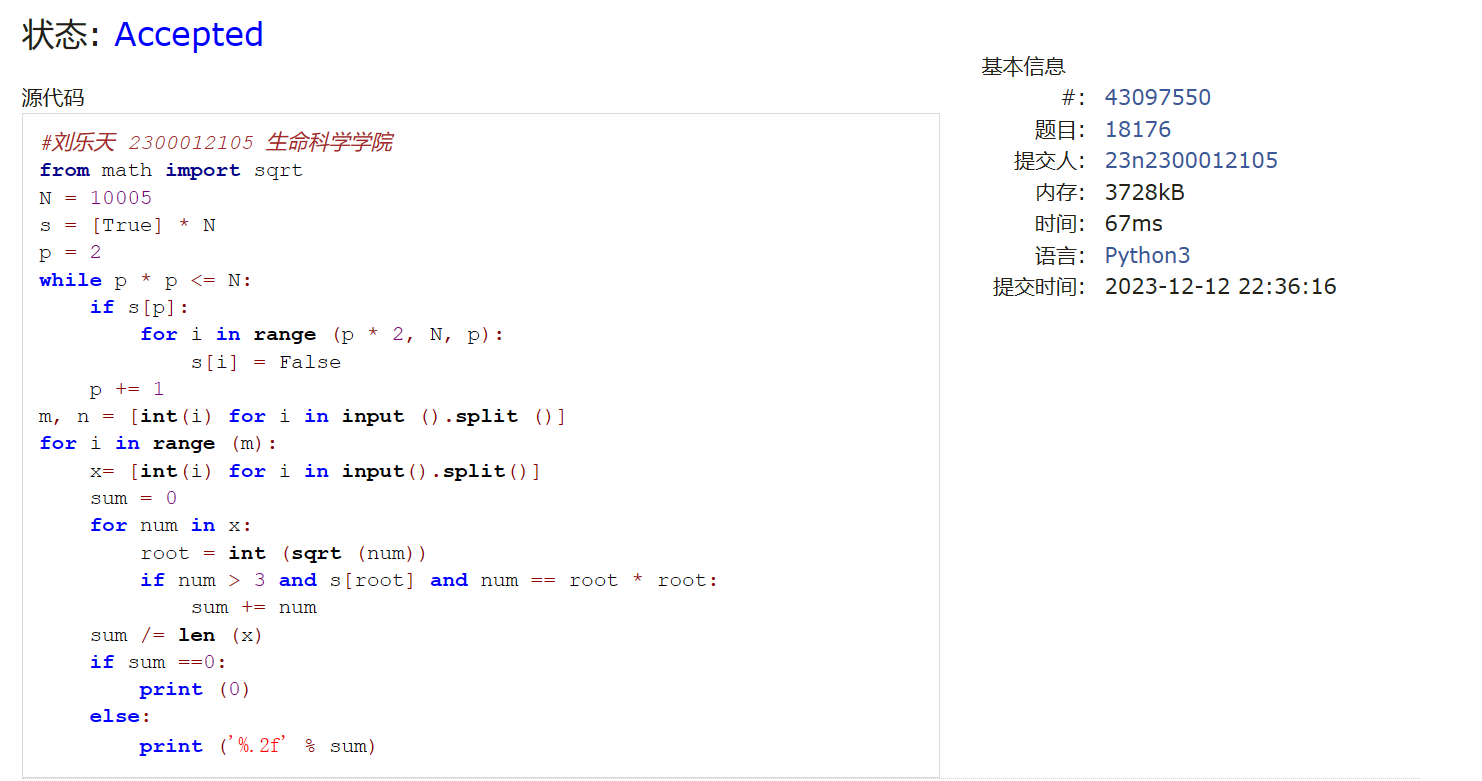 状态: Accepted
源代码
#刘乐天 2300012105 生命科学学院
from math import sqrt
N = 10005
s = [True] * N
p = 2
while p * p <= N:
    if s[p]:
        for i in range (p * 2, N, p):
            s[i] = False
    p += 1
m, n = [int(i) for i in input ().split ()]
for i in range (m):
    x= [int(i) for i in input().split()]
    sum = 0
    for num in x:
        root = int (sqrt (num))
        if num > 3 and s[root] and num == root * root:
            sum += num
    sum /= len (x)
    if sum ==0:
        print (0)
    else:
        print ('%.2f' % sum)
基本信息
#: 43097550
题目: 18176
提交人: 23n2300012105
内存: 3728kB
时间: 67ms
语言: Python3
提交时间: 2023-12-12 22:36:16